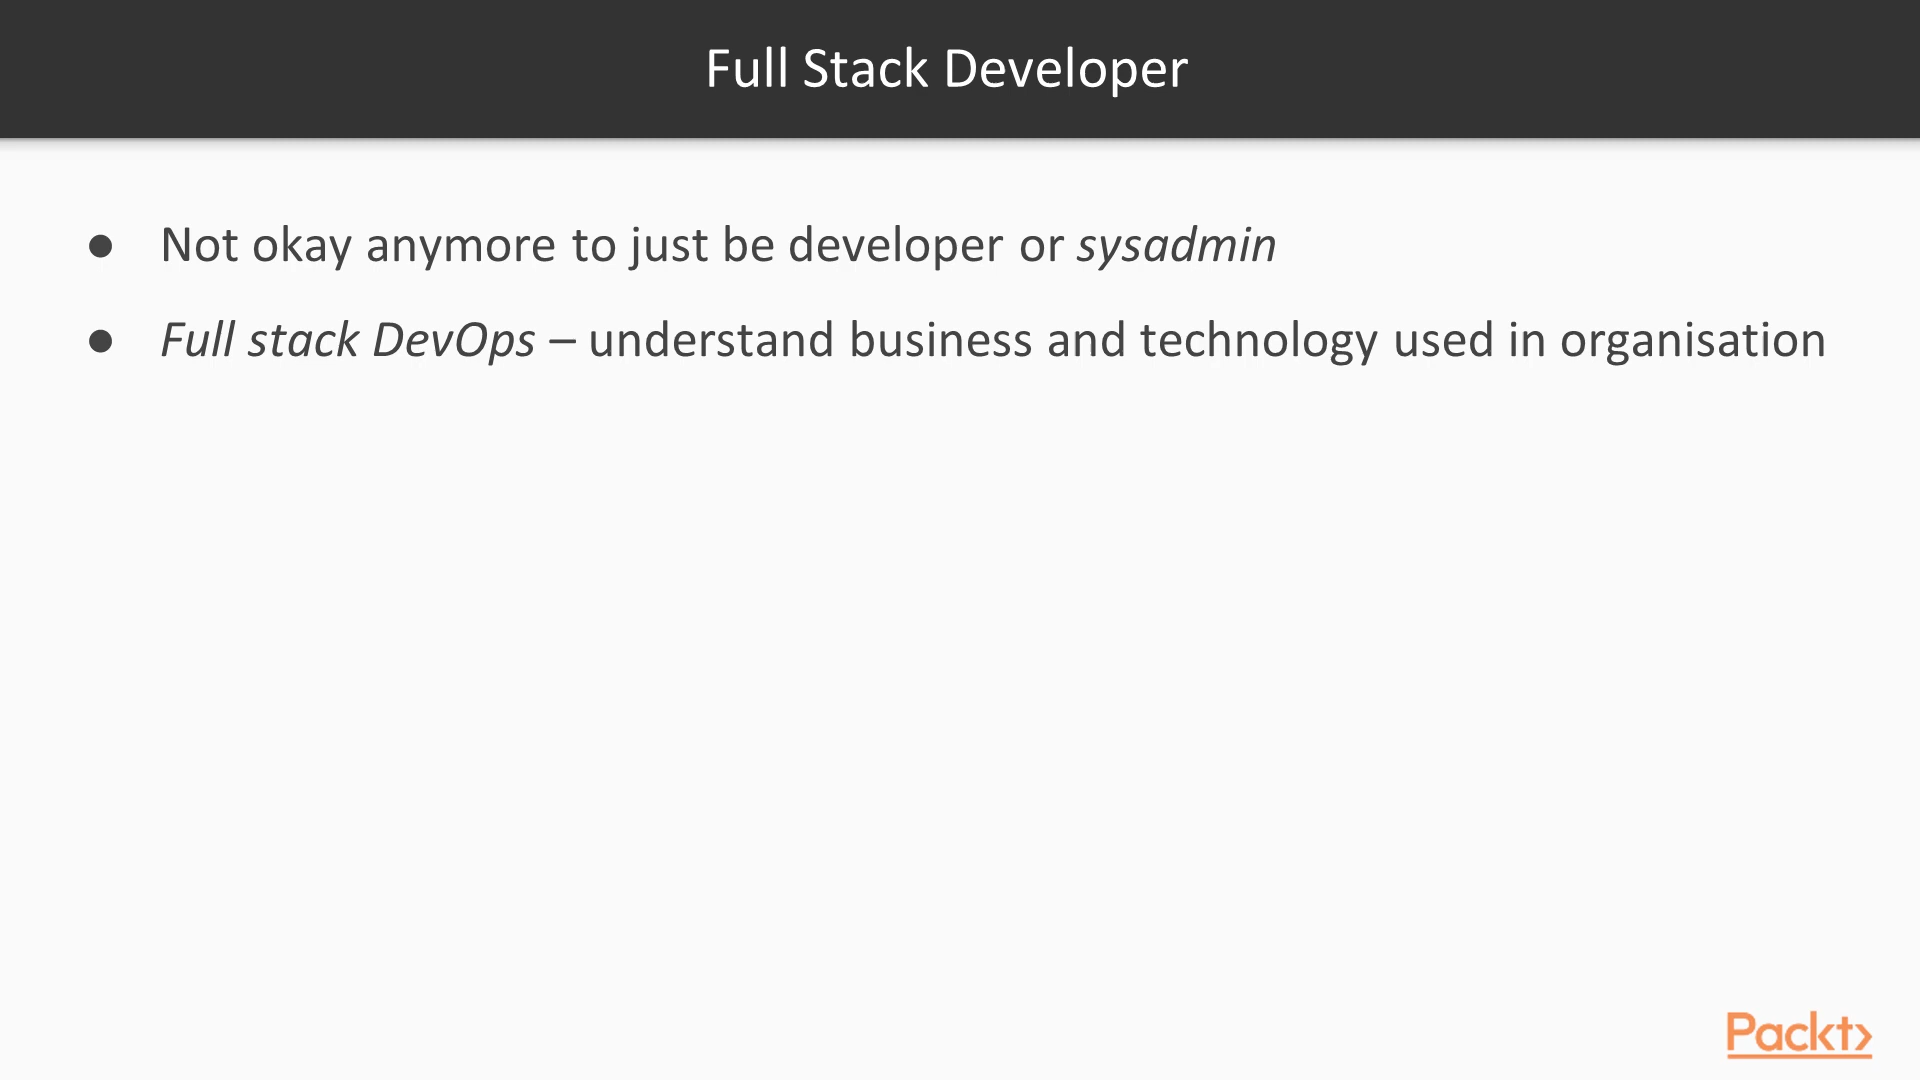 Full Stack Developer
● Not okay anymore to just be developer or sysadmin
● Full stack DevOps – understand business and technology used in organisation
Packt>